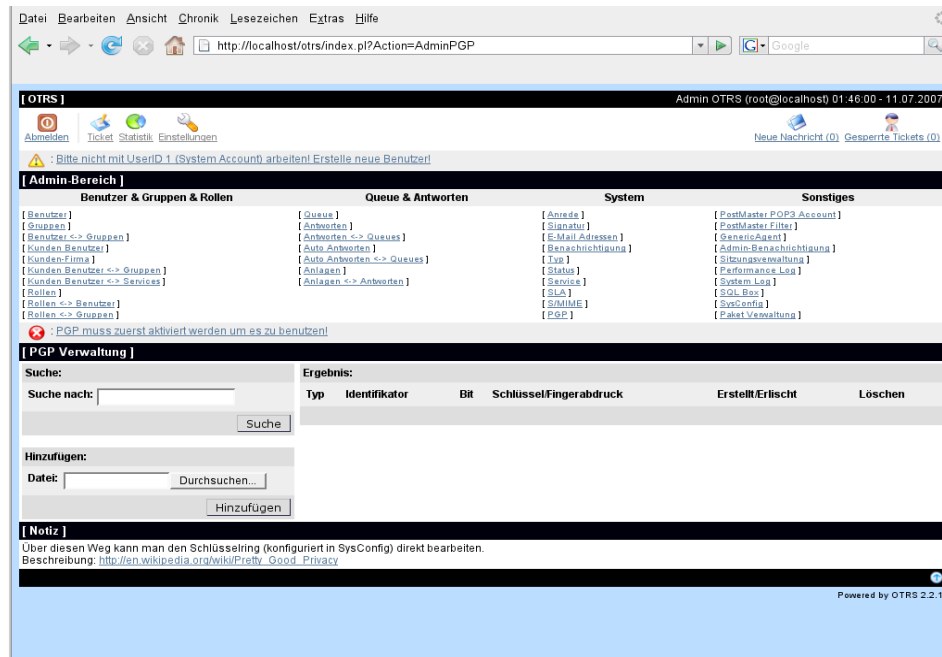 Datei Bearbeiten Ansicht Chronik Lesezeichen Extras Hilfe
http://localhost/otrs/index.pl?Action=AdminPGP
G Google
[ OTRS ] Admin OTRS (root@localhost) 01:46:00 - 11.07.2007
Abmelden Ticket Statistik Einstellungen Neue Nachricht (0) Gesperrte Tickets (0)
: Bitte nicht mit UserID 1 (System Account) arbeiten! Erstelle neue Benutzer!
[ Admin-Bereich ]
Benutzer & Gruppen & Rollen Queue & Antworten System Sonstiges
[ Benutzer ] [ Queue ] [ Anrede ] [ PostMaster POP3 Account ]
[ Gruppen ] [ Antworten ] [ Signatur ] [ PostMaster Filter ]
[ Benutzer <-> Gruppen ] [ Antworten <-> Queues ] [ E-Mail Adressen ] [ GenericAgent ]
[ Kunden Benutzer ] [ Auto Antworten ] [ Benachrichtigung ] [ Admin-Benachrichtigung ]
[ Kunden-Firma ] [ Auto Antworten <-> Queues ] [ Typ ] [ Sitzungsverwaltung ]
[ Kunden Benutzer <-> Gruppen ] [ Anlagen ] [ Status ] [ Performance Log ]
[ Kunden Benutzer <-> Services ] [ Anlagen <-> Antworten ] [ Service ] [ System Log ]
[ Rollen ] [ SLA ] [ SQL Box ]
[ Rollen <-> Benutzer ] [ S/MIME ] [ SysConfig ]
[ Rollen <-> Gruppen ] [ PGP ] [ Paket Verwaltung ]
: PGP muss zuerst aktiviert werden um es zu benutzen!
[ PGP Verwaltung ]
Suche: Ergebnis:
Suche nach: Typ Identifikator Bit Schlüssel/Fingerabdruck Erstellt/Erlischt Löschen
Suche
Hinzufügen:
Datei: Durchsuchen...
Hinzufügen
[ Notiz ]
Über diesen Weg kann man den Schlüsselring (konfiguriert in SysConfig) direkt bearbeiten.
Beschreibung: http://en.wikipedia.org/wiki/Pretty_Good_Privacy
Powered by OTRS 2.2.1